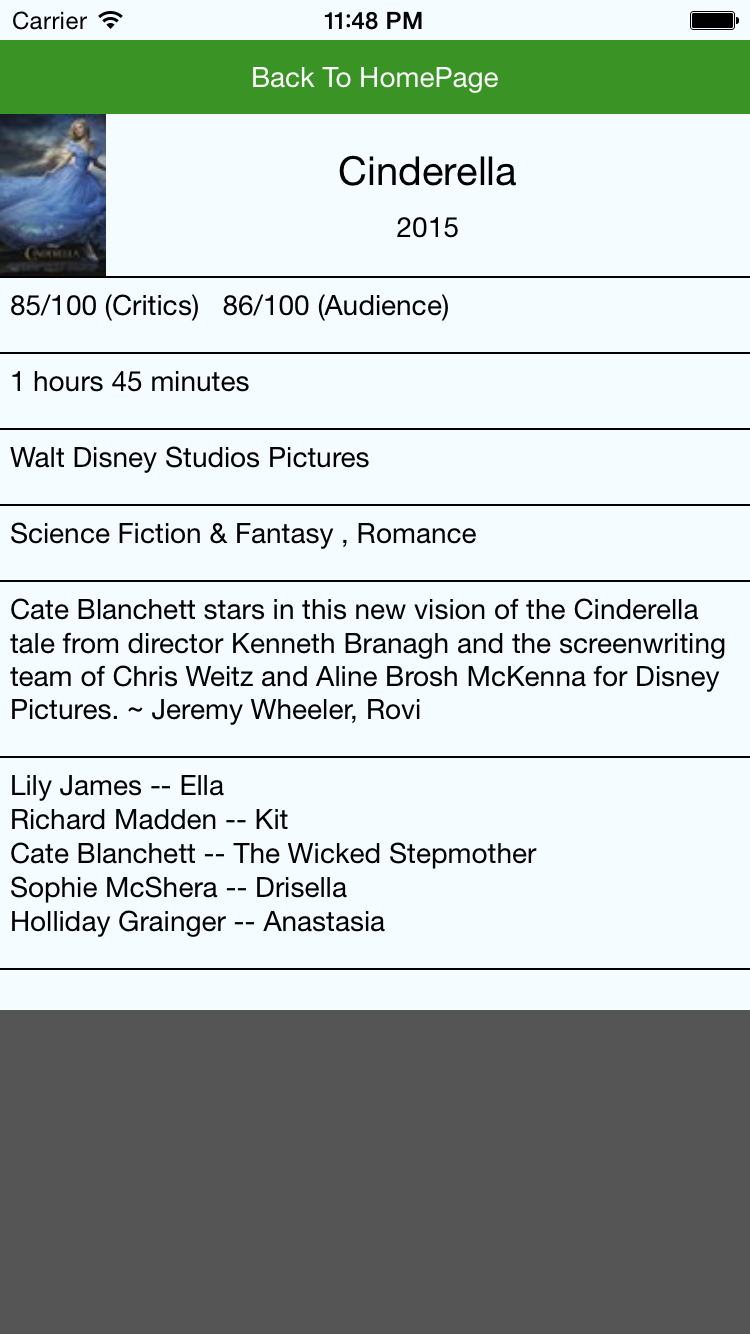 Carrier 11:48 PM
Back To HomePage
Cinderella
2015
CINDERELLA
85/100 (Critics) 86/100 (Audience)
1 hours 45 minutes
Walt Disney Studios Pictures
Science Fiction & Fantasy , Romance
Cate Blanchett stars in this new vision of the Cinderella
tale from director Kenneth Branagh and the screenwriting
team of Chris Weitz and Aline Brosh McKenna for Disney
Pictures. ~ Jeremy Wheeler, Rovi
Lily James -- Ella
Richard Madden -- Kit
Cate Blanchett -- The Wicked Stepmother
Sophie McShera -- Drisella
Holliday Grainger -- Anastasia